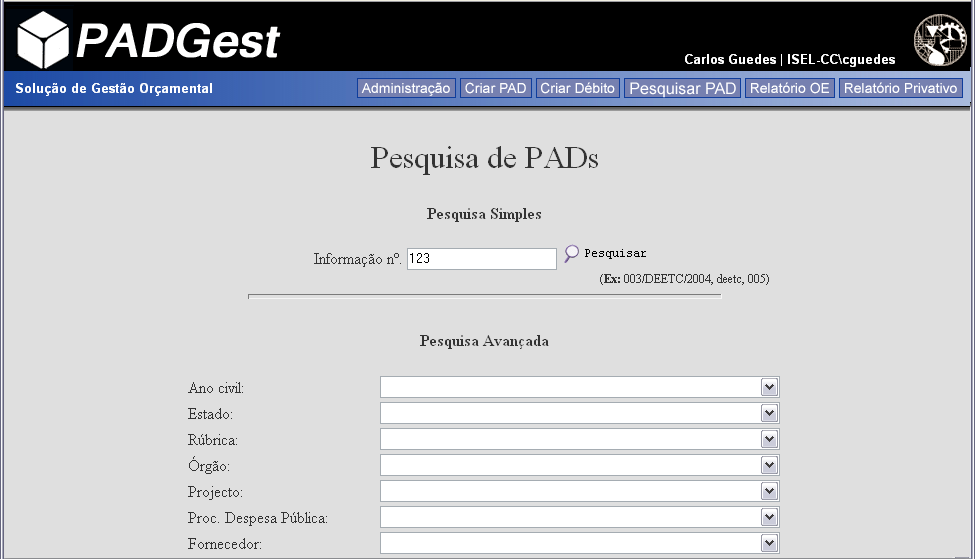 PADGest
Carlos Guedes | ISEL-CC\cguedes
Solução de Gestão Orçamental
Administração Criar PAD Criar Débito Pesquisar PAD Relatório OE Relatório Privativo
Pesquisa de PADs
Pesquisa Simples
Informação nº. 123 Pesquisar
(Ex: 003/DEETC/2004, deetc, 005)
Pesquisa Avançada
Ano civil:
Estado:
Rúbrica:
Órgão:
Projecto:
Proc. Despesa Pública:
Fornecedor: